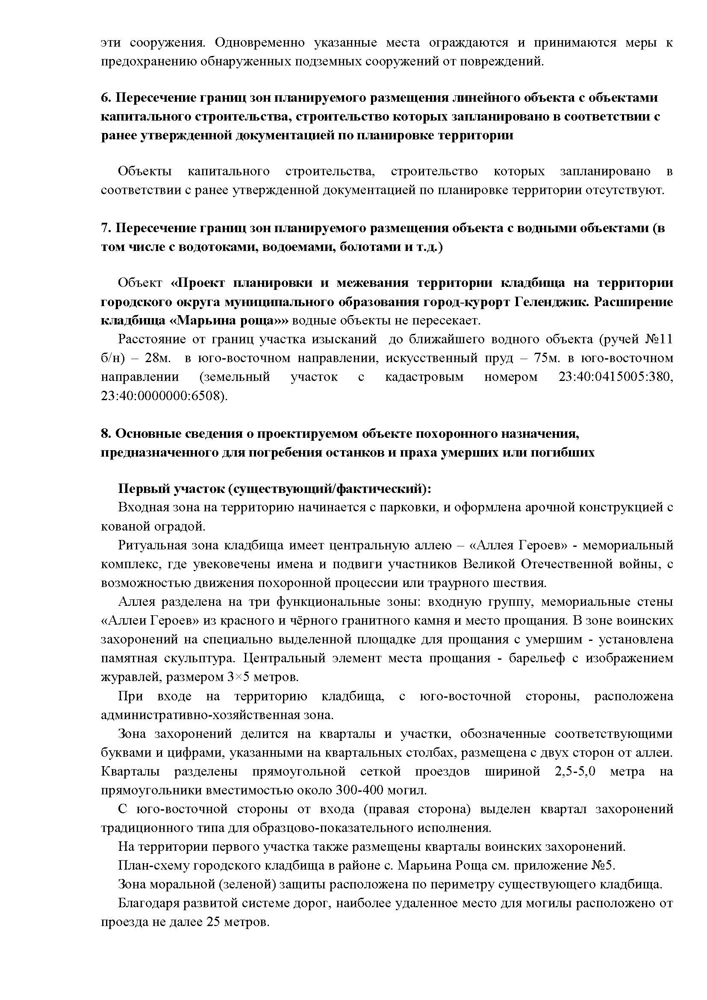 эти сооружения. Одновременно указанные места ограждаются и принимаются меры к
предохранению обнаруженных подземных сооружений от повреждений.
6. Пересечение границ зон планируемого размещения линейного объекта с объектами
капитального строительства, строительство которых запланировано в соответствии с
ранее утвержденной документацией по планировке территории
Объекты капитального строительства, строительство которых запланировано в
соответствии с ранее утвержденной документацией по планировке территории отсутствуют.
7. Пересечение границ зон планируемого размещения объекта с водными объектами (в
том числе с водотоками, водоемами, болотами и т.д.)
Объект «Проект планировки и межевания территории кладбища на территории
городского округа муниципального образования город-курорт Геленджик. Расширение
кладбища «Марьина роща»» водные объекты не пересекает.
Расстояние от границ участка изысканий до ближайшего водного объекта (ручей №11
б/н) – 28м. в юго-восточном направлении, искусственный пруд – 75м. в юго-восточном
направлении (земельный участок с кадастровым номером 23:40:0415005:380,
23:40:0000000:6508).
8. Основные сведения о проектируемом объекте похоронного назначения,
предназначенного для погребения останков и праха умерших или погибших
Первый участок (существующий/фактический):
Входная зона на территорию начинается с парковки, и оформлена арочной конструкцией с
кованой оградой.
Ритуальная зона кладбища имеет центральную аллею – «Аллея Героев» - мемориальный
комплекс, где увековечены имена и подвиги участников Великой Отечественной войны, с
возможностью движения похоронной процессии или траурного шествия.
Аллея разделена на три функциональные зоны: входную группу, мемориальные стены
«Аллеи Героев» из красного и чёрного гранитного камня и место прощания. В зоне воинских
захоронений на специально выделенной площадке для прощания с умершим - установлена
памятная скульптура. Центральный элемент места прощания - барельеф с изображением
журавлей, размером 3×5 метров.
При входе на территорию кладбища, с юго-восточной стороны, расположена
административно-хозяйственная зона.
Зона захоронений делится на кварталы и участки, обозначенные соответствующими
буквами и цифрами, указанными на квартальных столбах, размещена с двух сторон от аллеи.
Кварталы разделены прямоугольной сеткой проездов шириной 2,5-5,0 метра на
прямоугольники вместимостью около 300-400 могил.
С юго-восточной стороны от входа (правая сторона) выделен квартал захоронений
традиционного типа для образцово-показательного исполнения.
На территории первого участка также размещены кварталы воинских захоронений.
План-схему городского кладбища в районе с. Марьина Роща см. приложение №5.
Зона моральной (зеленой) защиты расположена по периметру существующего кладбища.
Благодаря развитой системе дорог, наиболее удаленное место для могилы расположено от
проезда не далее 25 метров.